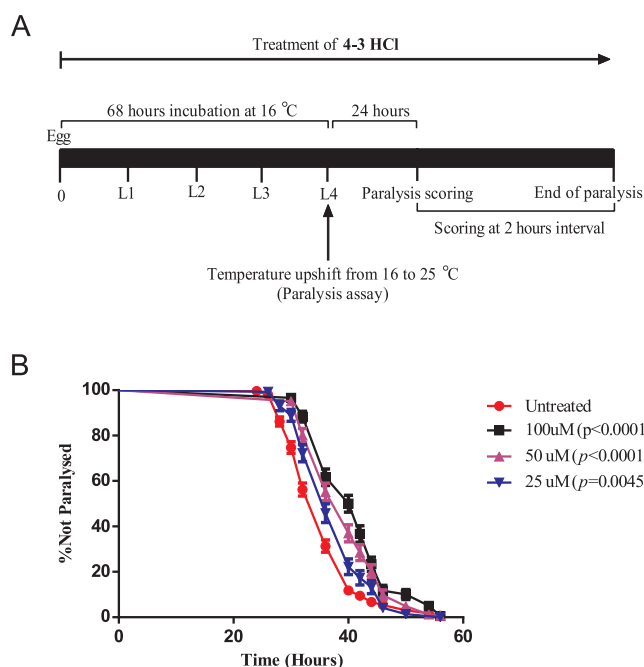 A
Treatment of 4-3 HCl
68 hours incubation at 16 °C
24 hours
Egg
0
L1
L2
L3
L4
Paralysis scoring
End of paralysis
Scoring at 2 hours interval
Temperature upshift from 16 to 25 °C
(Paralysis assay)
B
%Not Paralysed
100
80
60
40
20
0
0
20
40
60
Time (Hours)
Untreated
100uM (p<0.0001
50 uM (p<0.0001
25 uM (p=0.0045